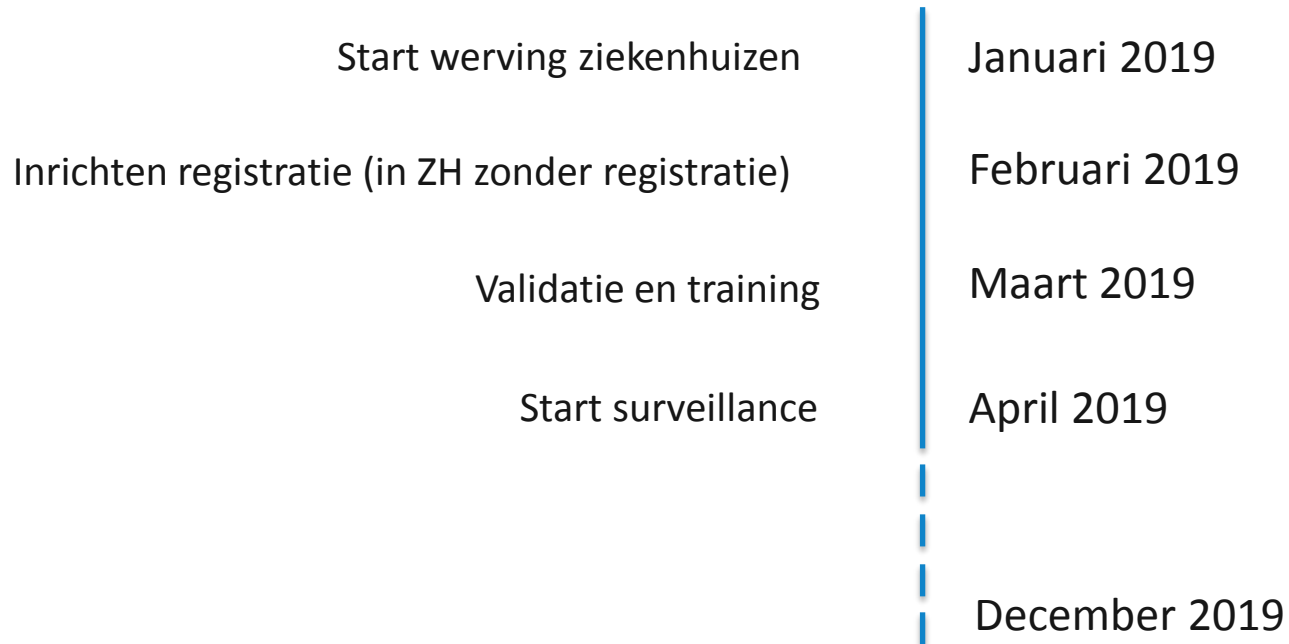 Start werving ziekenhuizen
Januari 2019
Inrichten registratie (in ZH zonder registratie)
Februari 2019
Validatie en training
Maart 2019
Start surveillance
April 2019
December 2019